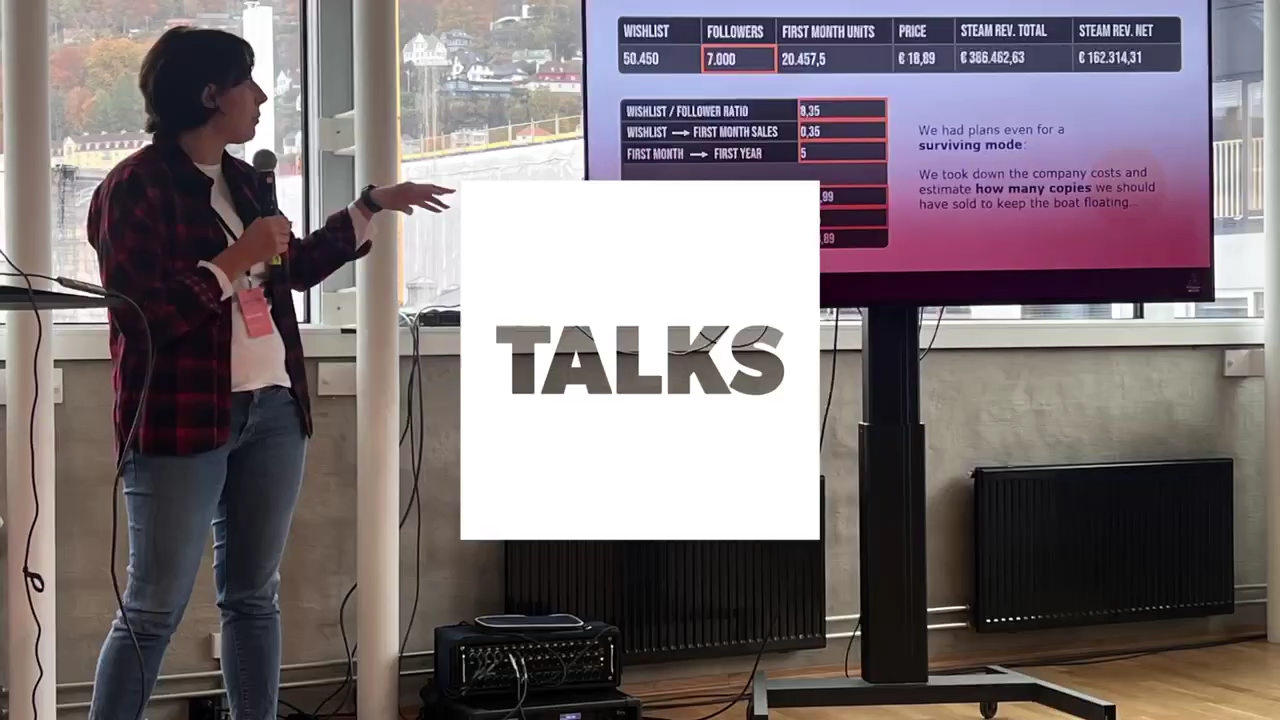 WISHLIST FOLLOWERS FIRST MONTH UNITS PRICE STEAM REV. TOTAL STEAM REV. NET
50.450 7.000 20.457,5 € 18,89 € 366.462,63 € 162.314,31
WISHLIST / FOLLOWER RATIO 8,35
WISHLIST → FIRST MONTH SALES 0,35
FIRST MONTH → FIRST YEAR 5
,99
,89
We had plans even for a
surviving mode:
We took down the company costs and
estimate how many copies we should
have sold to keep the boat floating...
TALKS